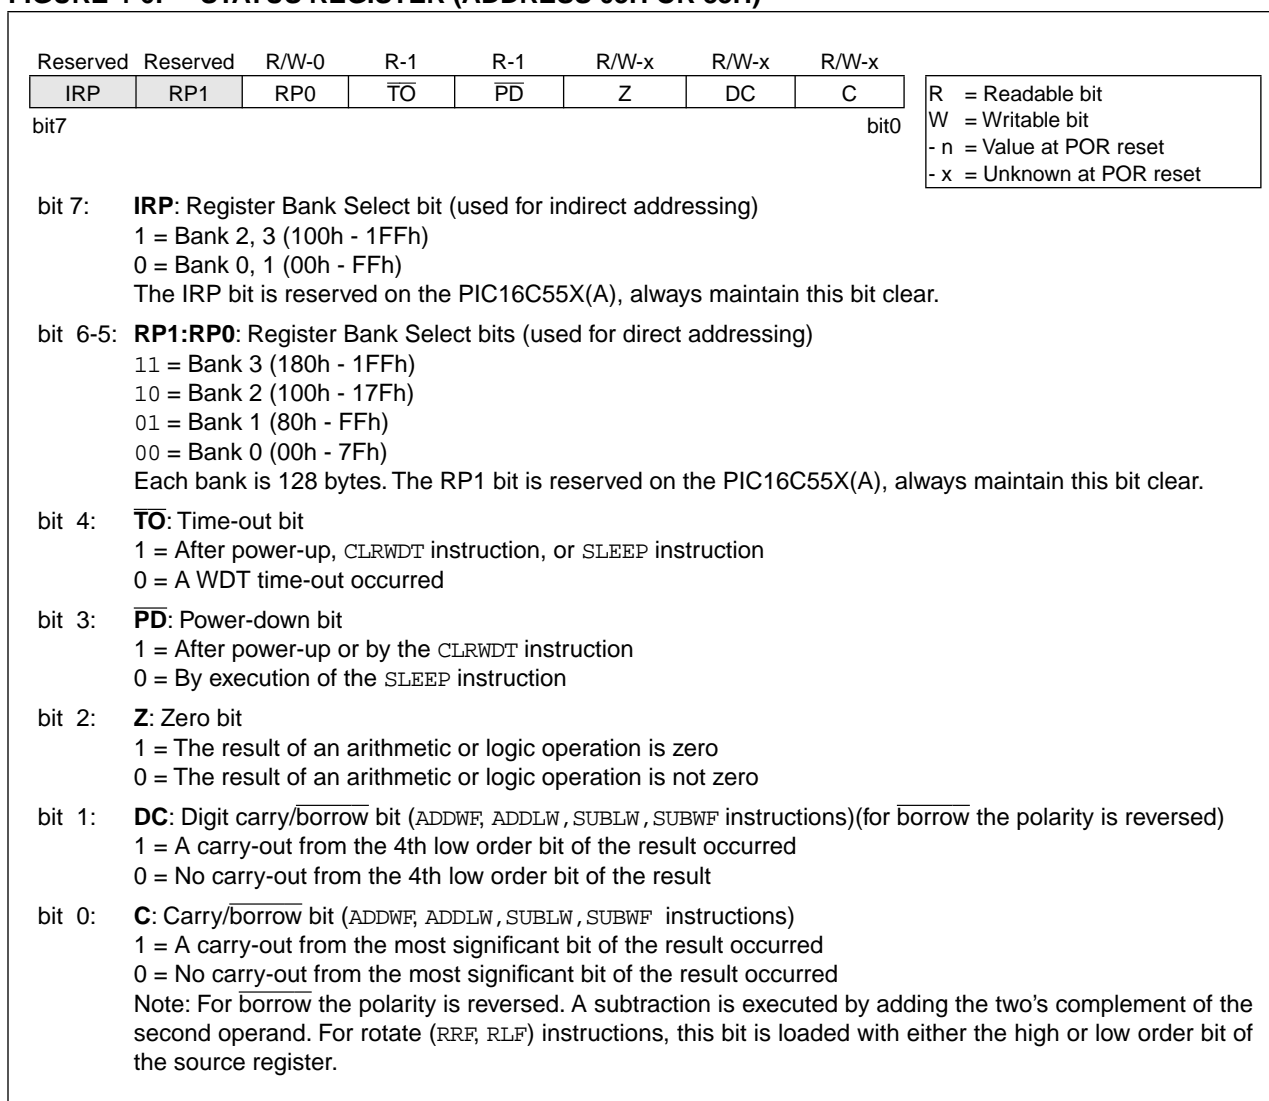 Reserved Reserved R/W-0 R-1 R-1 R/W-x R/W-x R/W-x
IRP RP1 RP0 T̅O̅ P̅D̅ Z DC C
bit7 bit0
R = Readable bit
W = Writable bit
- n = Value at POR reset
- x = Unknown at POR reset
bit 7: IRP: Register Bank Select bit (used for indirect addressing)
1 = Bank 2, 3 (100h - 1FFh)
0 = Bank 0, 1 (00h - FFh)
The IRP bit is reserved on the PIC16C55X(A), always maintain this bit clear.
bit 6-5: RP1:RP0: Register Bank Select bits (used for direct addressing)
11 = Bank 3 (180h - 1FFh)
10 = Bank 2 (100h - 17Fh)
01 = Bank 1 (80h - FFh)
00 = Bank 0 (00h - 7Fh)
Each bank is 128 bytes. The RP1 bit is reserved on the PIC16C55X(A), always maintain this bit clear.
bit 4: T̅O̅: Time-out bit
1 = After power-up, CLRWDT instruction, or SLEEP instruction
0 = A WDT time-out occurred
bit 3: P̅D̅: Power-down bit
1 = After power-up or by the CLRWDT instruction
0 = By execution of the SLEEP instruction
bit 2: Z: Zero bit
1 = The result of an arithmetic or logic operation is zero
0 = The result of an arithmetic or logic operation is not zero
bit 1: DC: Digit carry/b̅o̅r̅r̅o̅w̅ bit (ADDWF, ADDLW, SUBLW, SUBWF instructions)(for b̅o̅r̅r̅o̅w̅ the polarity is reversed)
1 = A carry-out from the 4th low order bit of the result occurred
0 = No carry-out from the 4th low order bit of the result
bit 0: C: Carry/b̅o̅r̅r̅o̅w̅ bit (ADDWF, ADDLW, SUBLW, SUBWF instructions)
1 = A carry-out from the most significant bit of the result occurred
0 = No carry-out from the most significant bit of the result occurred
Note: For b̅o̅r̅r̅o̅w̅ the polarity is reversed. A subtraction is executed by adding the two's complement of the
second operand. For rotate (RRF, RLF) instructions, this bit is loaded with either the high or low order bit of
the source register.